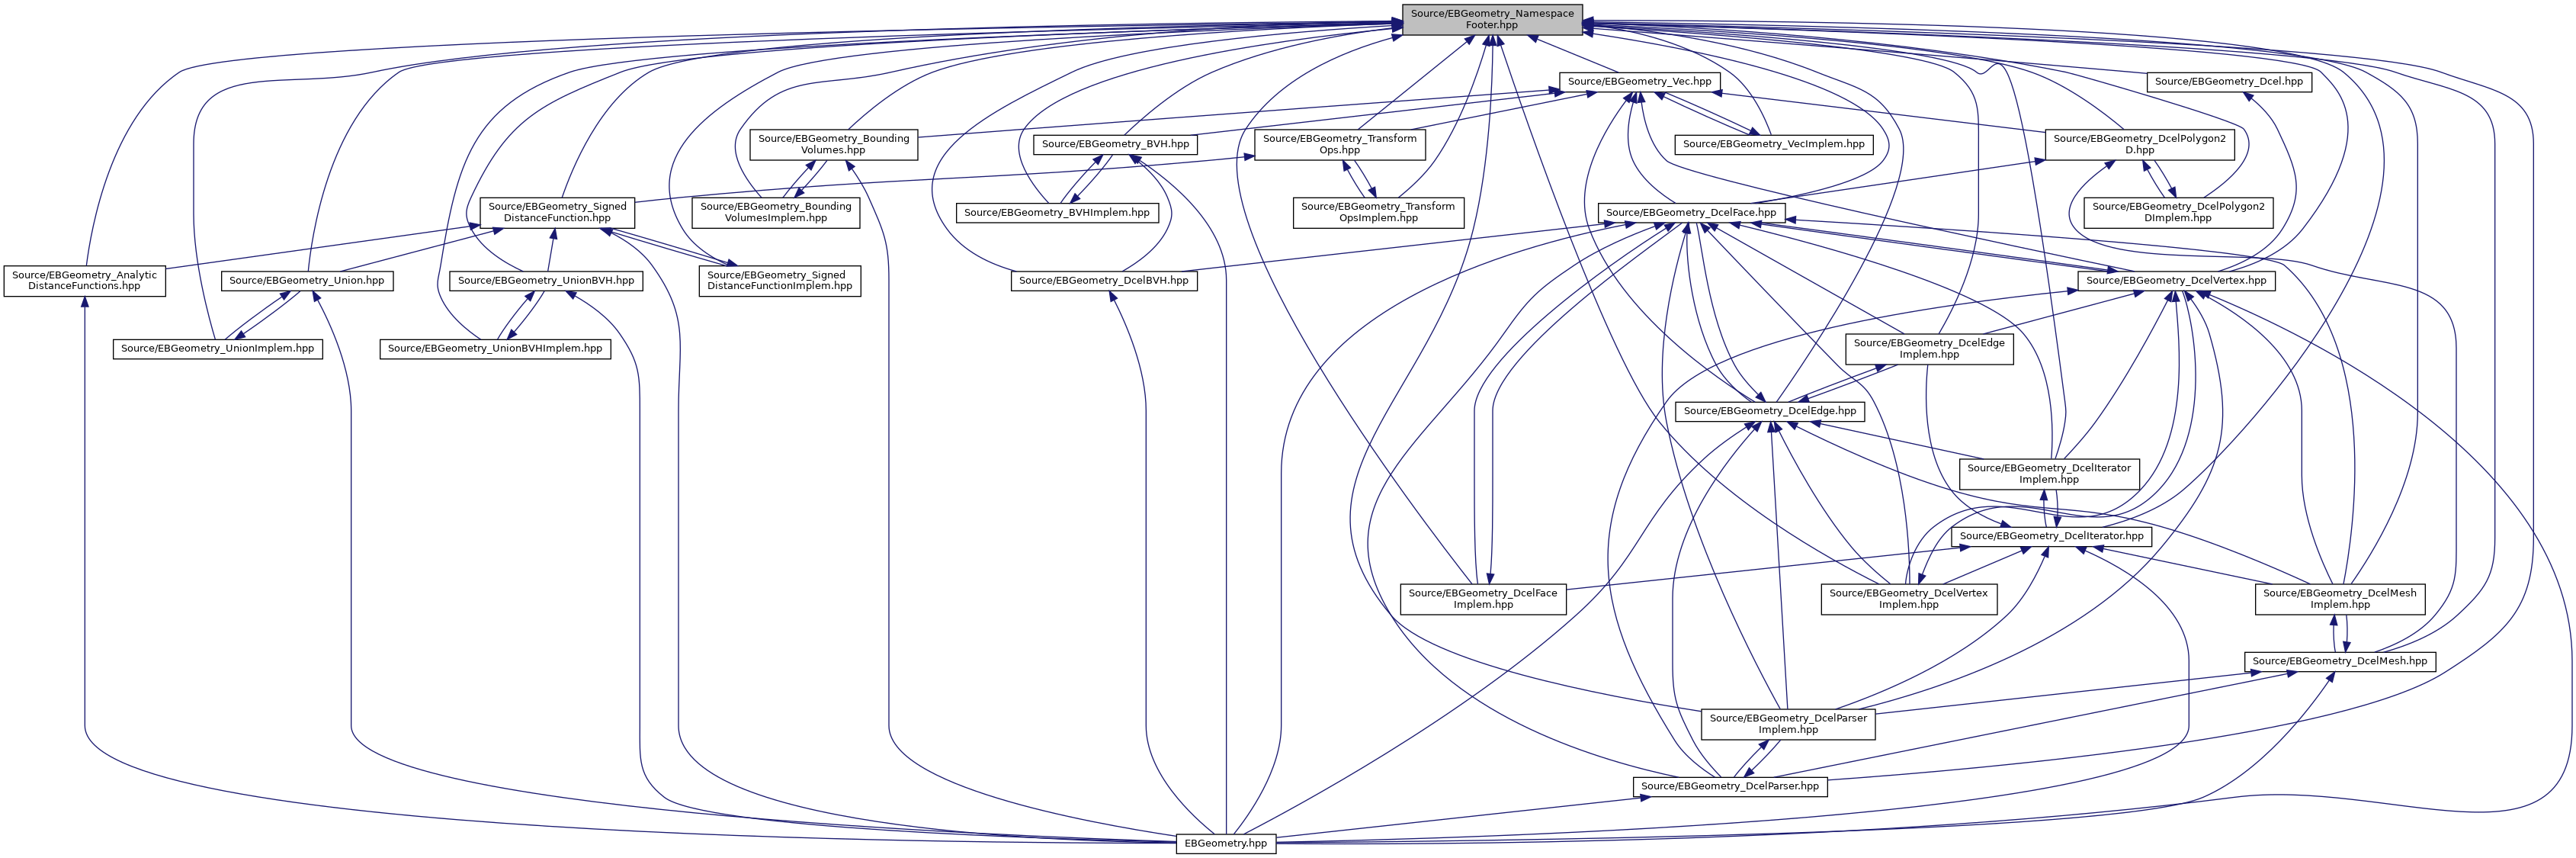 Source/EBGeometry_Namespace
Footer.hpp
Source/EBGeometry_Vec.hpp
Source/EBGeometry_Dcel.hpp
Source/EBGeometry_Bounding
Volumes.hpp
Source/EBGeometry_BVH.hpp
Source/EBGeometry_Transform
Ops.hpp
Source/EBGeometry_VecImplem.hpp
Source/EBGeometry_DcelPolygon2
D.hpp
Source/EBGeometry_Signed
DistanceFunction.hpp
Source/EBGeometry_Bounding
VolumesImplem.hpp
Source/EBGeometry_BVHImplem.hpp
Source/EBGeometry_Transform
OpsImplem.hpp
Source/EBGeometry_DcelFace.hpp
Source/EBGeometry_DcelPolygon2
DImplem.hpp
Source/EBGeometry_Analytic
DistanceFunctions.hpp
Source/EBGeometry_Union.hpp
Source/EBGeometry_UnionBVH.hpp
Source/EBGeometry_Signed
DistanceFunctionImplem.hpp
Source/EBGeometry_DcelBVH.hpp
Source/EBGeometry_DcelVertex.hpp
Source/EBGeometry_UnionImplem.hpp
Source/EBGeometry_UnionBVHImplem.hpp
Source/EBGeometry_DcelEdge
Implem.hpp
Source/EBGeometry_DcelEdge.hpp
Source/EBGeometry_DcelIterator
Implem.hpp
Source/EBGeometry_DcelIterator.hpp
Source/EBGeometry_DcelFace
Implem.hpp
Source/EBGeometry_DcelVertex
Implem.hpp
Source/EBGeometry_DcelMesh
Implem.hpp
Source/EBGeometry_DcelMesh.hpp
Source/EBGeometry_DcelParser
Implem.hpp
Source/EBGeometry_DcelParser.hpp
EBGeometry.hpp